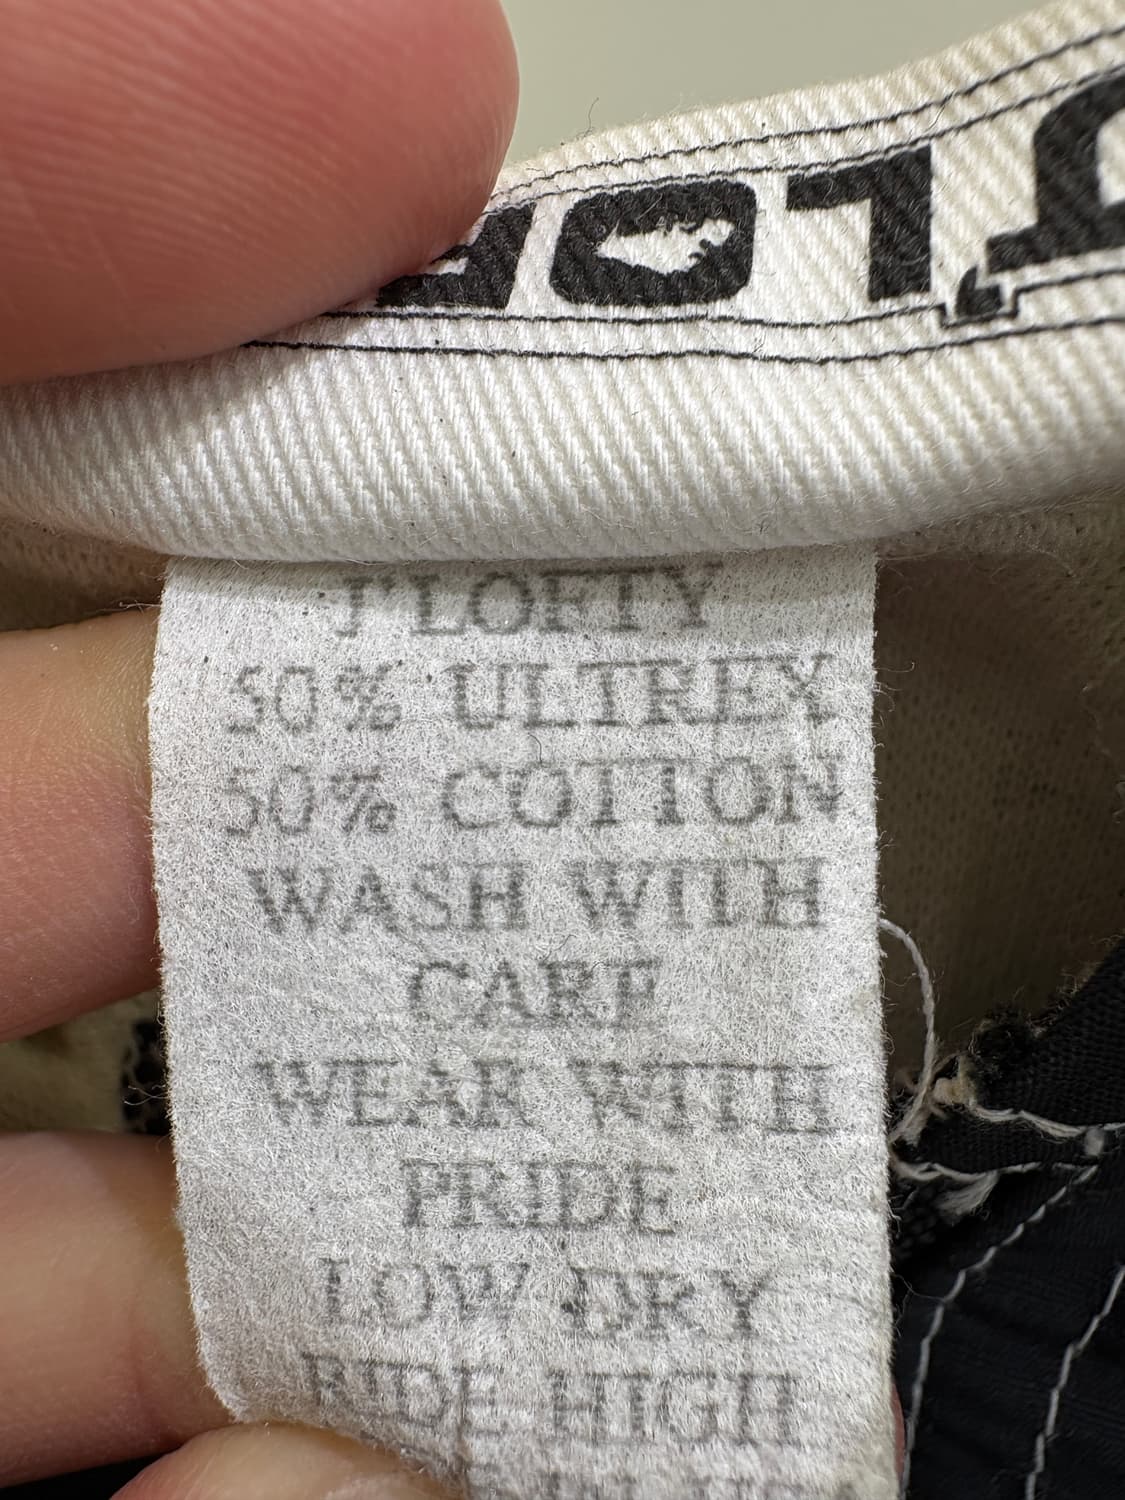 J'LOFTY
50% ULTREX
50% COTTON
WASH WITH
CARE
WEAR WITH
PRIDE
LOW DRY
RIDE HIGH